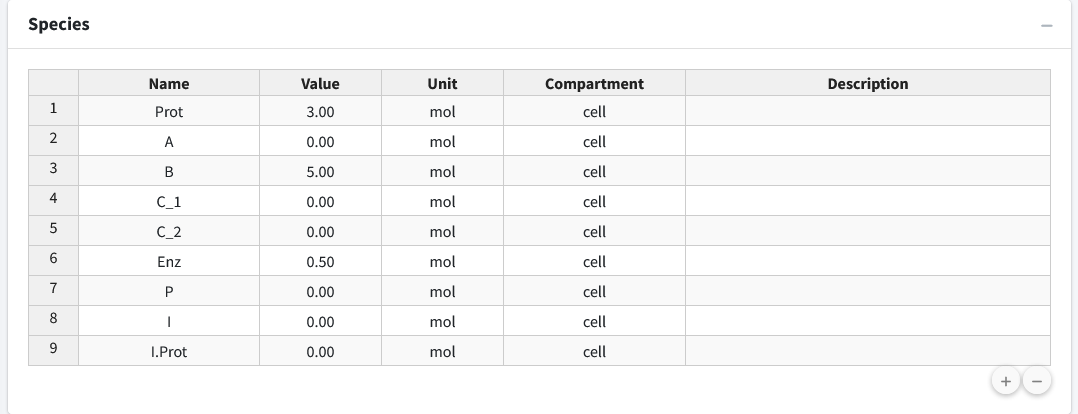 Species
Name Value Unit Compartment Description
1 Prot 3.00 mol cell
2 A 0.00 mol cell
3 B 5.00 mol cell
4 C_1 0.00 mol cell
5 C_2 0.00 mol cell
6 Enz 0.50 mol cell
7 P 0.00 mol cell
8 I 0.00 mol cell
9 I.Prot 0.00 mol cell